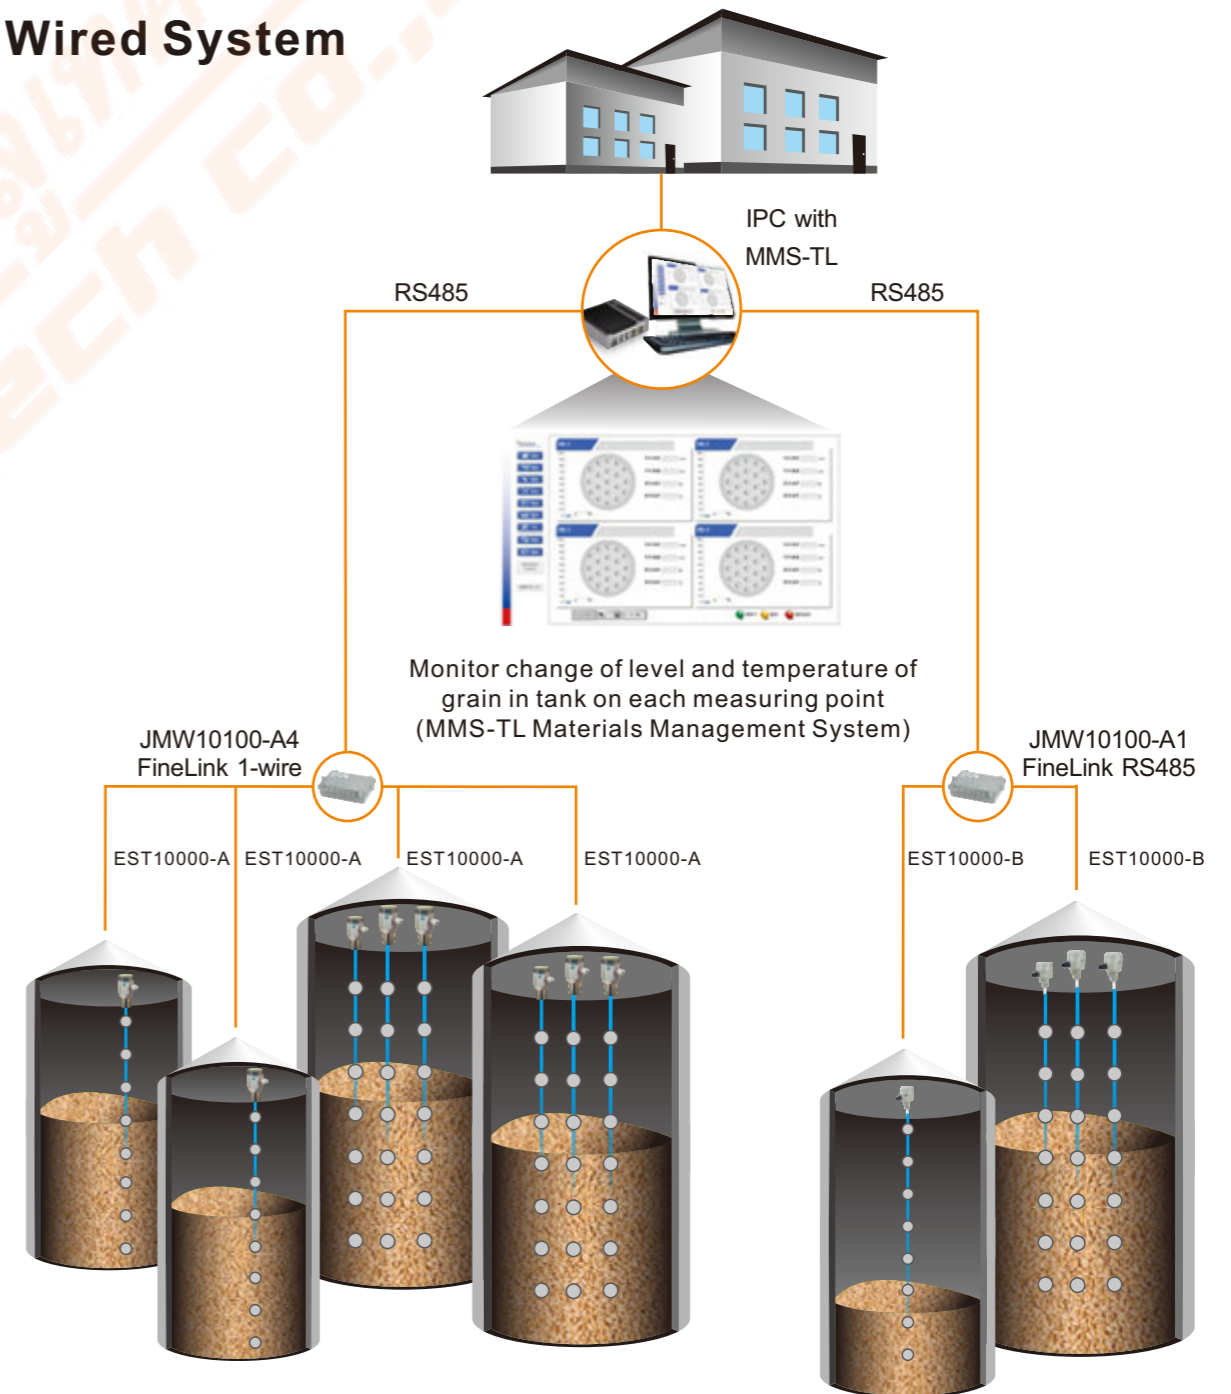 Wired System
IPC with
MMS-TL
RS485
RS485
Monitor change of level and temperature of
grain in tank on each measuring point
(MMS-TL Materials Management System)
JMW10100-A4
FineLink 1-wire
JMW10100-A1
FineLink RS485
EST10000-A
EST10000-A
EST10000-A
EST10000-A
EST10000-B
EST10000-B